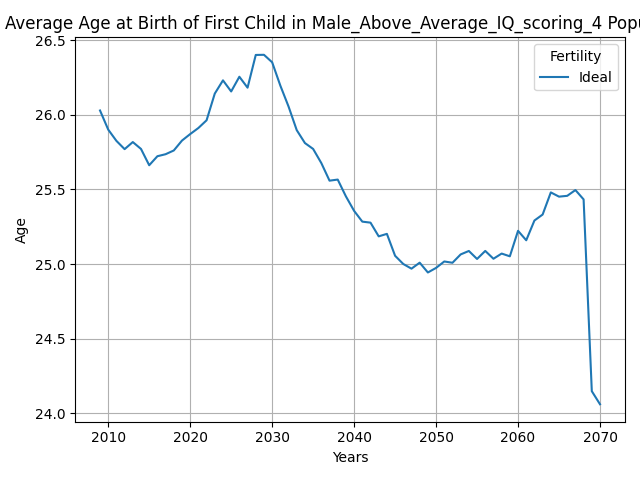 Average Age at Birth of First Child in Male_Above_Average_IQ_scoring_4
Fertility
Ideal
26.5
26.0
25.5
25.0
24.5
24.0
Age
2010 2020 2030 2040 2050 2060 2070
Years